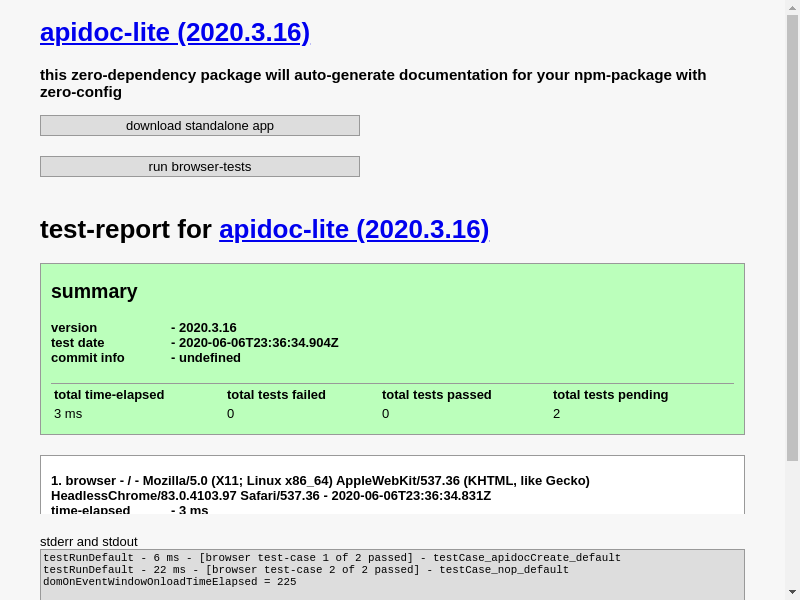 apidoc-lite (2020.3.16)
this zero-dependency package will auto-generate documentation for your npm-package with
zero-config
download standalone app
run browser-tests
test-report for apidoc-lite (2020.3.16)
summary
version - 2020.3.16
test date - 2020-06-06T23:36:34.904Z
commit info - undefined
total time-elapsed total tests failed total tests passed total tests pending
3 ms 0 0 2
1. browser - / - Mozilla/5.0 (X11; Linux x86_64) AppleWebKit/537.36 (KHTML, like Gecko)
HeadlessChrome/83.0.4103.97 Safari/537.36 - 2020-06-06T23:36:34.831Z
time-elapsed - 3 ms
stderr and stdout
testRunDefault - 6 ms - [browser test-case 1 of 2 passed] - testCase_apidocCreate_default
testRunDefault - 22 ms - [browser test-case 2 of 2 passed] - testCase_nop_default
domOnEventWindowOnloadTimeElapsed = 225